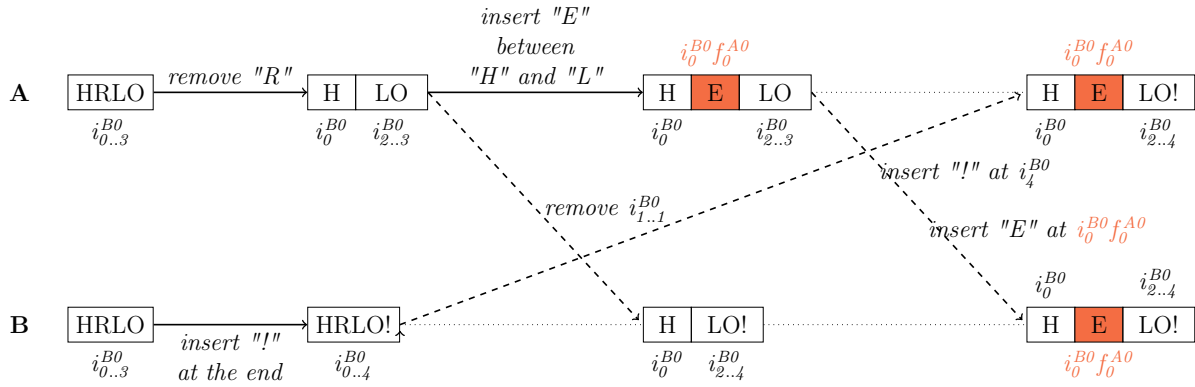 insert "E"
between
"H" and "L"
remove "R"
i_0^{B0} f_0^{A0}
i_0^{B0} f_0^{A0}
A
HRLO
H LO
H E LO
H E LO!
i_{0..3}^{B0}
i_0^{B0} i_{2..3}^{B0}
i_0^{B0} i_{2..3}^{B0}
i_0^{B0} i_{2..4}^{B0}
insert "!" at i_4^{B0}
remove i_{1..1}^{B0}
insert "E" at i_0^{B0} f_0^{A0}
i_0^{B0} i_{2..4}^{B0}
B
HRLO
HRLO!
H LO!
H E LO!
insert "!"
at the end
i_{0..3}^{B0}
i_{0..4}^{B0}
i_0^{B0} i_{2..4}^{B0}
i_0^{B0} f_0^{A0}